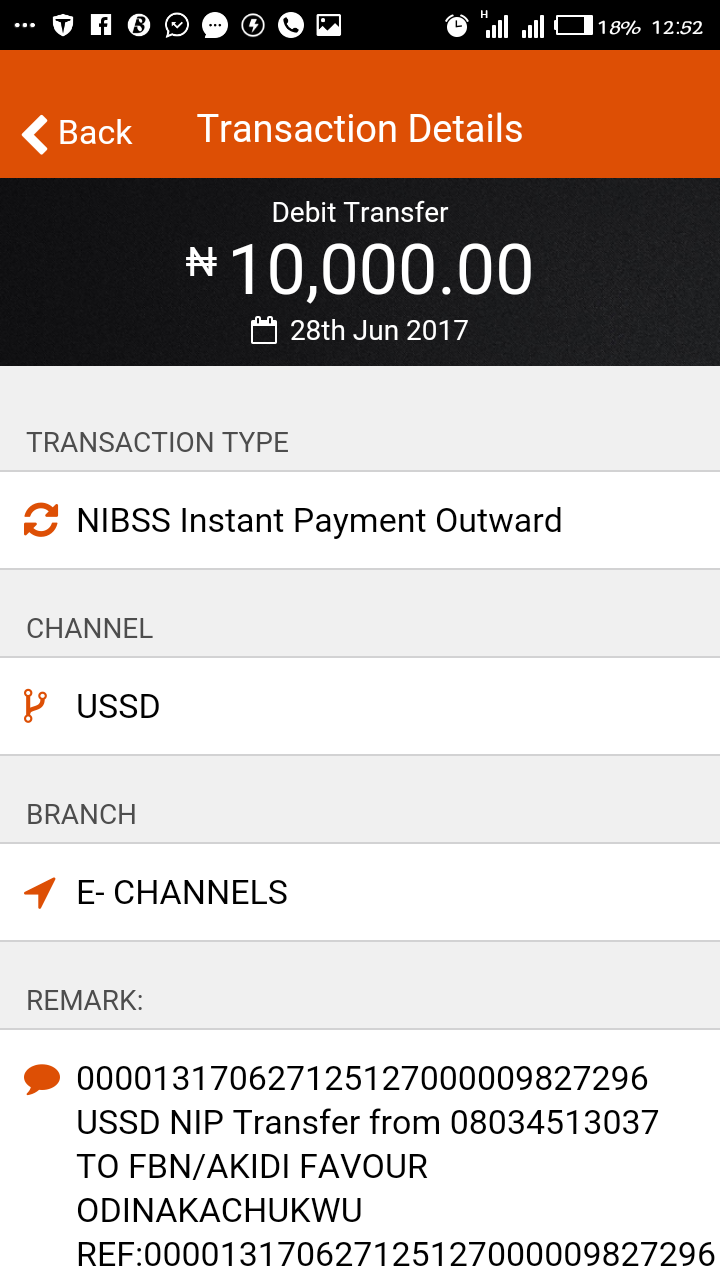 H 18% 12:52
Back Transaction Details
Debit Transfer
₦ 10,000.00
28th Jun 2017
TRANSACTION TYPE
NIBSS Instant Payment Outward
CHANNEL
USSD
BRANCH
E- CHANNELS
REMARK:
000013170627125127000009827296
USSD NIP Transfer from 08034513037
TO FBN/AKIDI FAVOUR
ODINAKACHUKWU
REF:000013170627125127000009827296